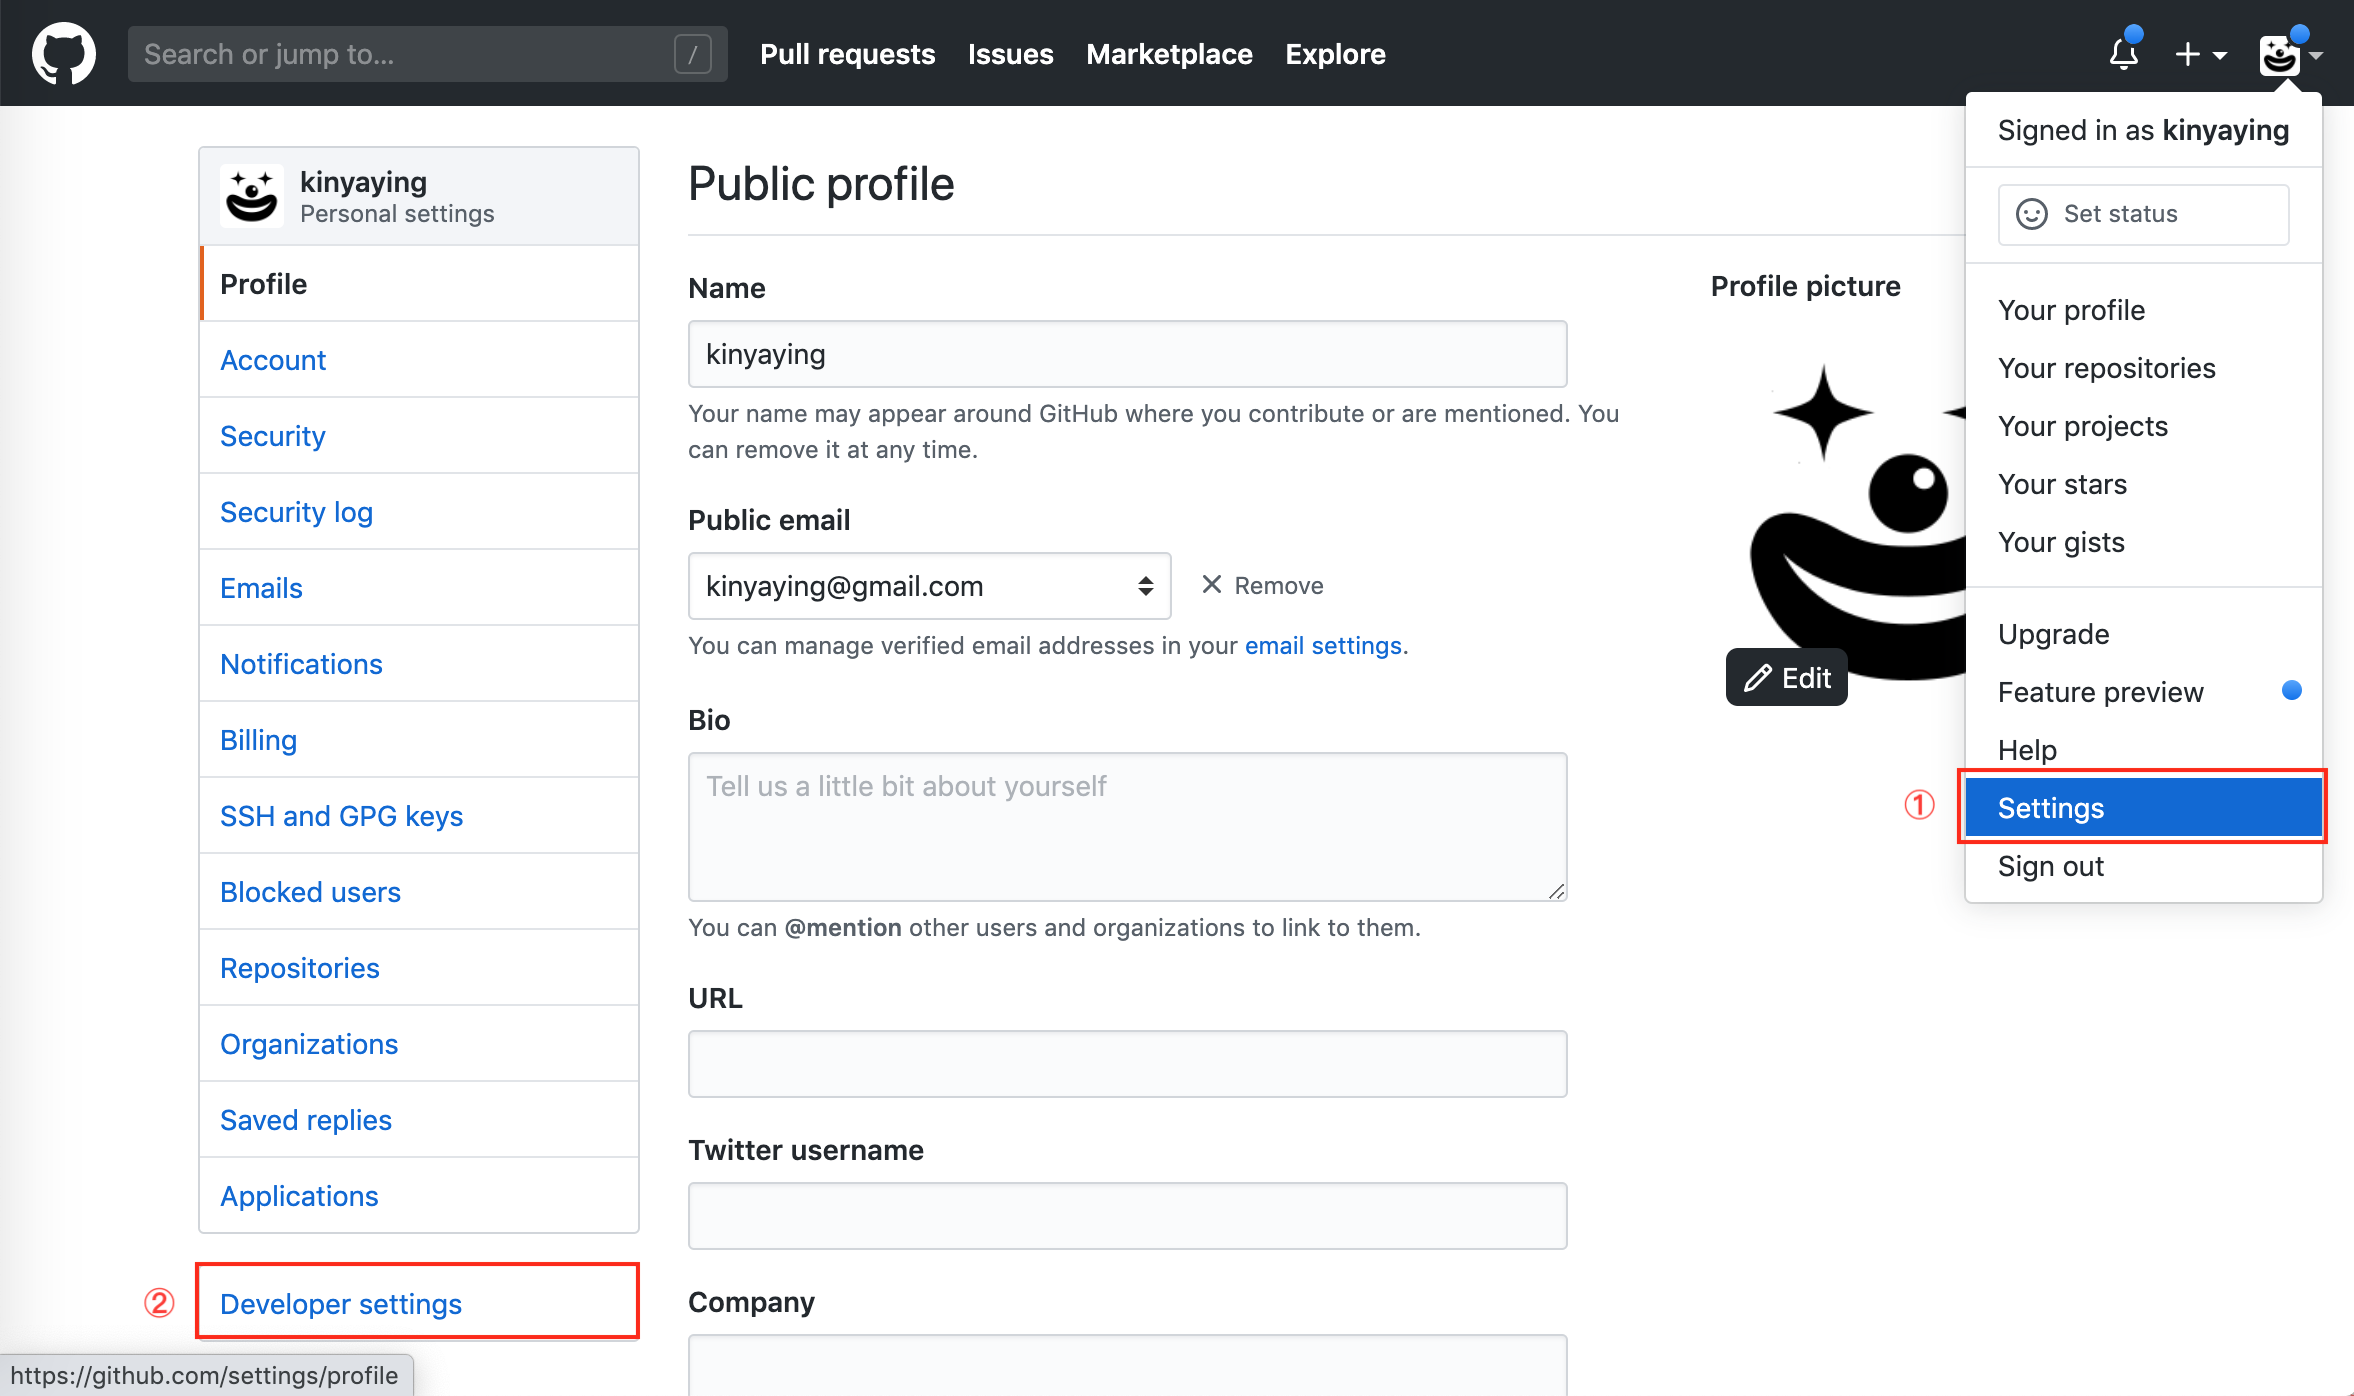 Search or jump to...
/
Pull requests
Issues
Marketplace
Explore
Signed in as kinyaying
Set status
Your profile
Your repositories
Your projects
Your stars
Your gists
Upgrade
Feature preview
Help
① Settings
Sign out
kinyaying
Personal settings
Profile
Account
Security
Security log
Emails
Notifications
Billing
SSH and GPG keys
Blocked users
Repositories
Organizations
Saved replies
Applications
② Developer settings
Public profile
Name
kinyaying
Your name may appear around GitHub where you contribute or are mentioned. You
can remove it at any time.
Public email
kinyaying@gmail.com
Remove
You can manage verified email addresses in your email settings.
Bio
Tell us a little bit about yourself
You can @mention other users and organizations to link to them.
URL
Twitter username
Company
Profile picture
Edit
https://github.com/settings/profile